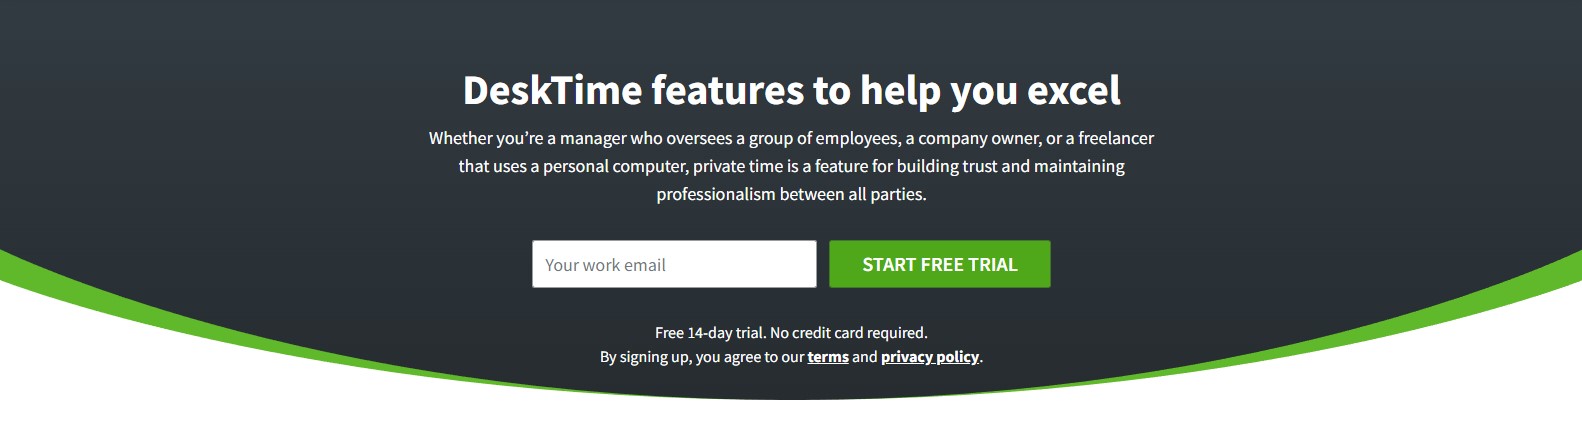 DeskTime features to help you excel
Whether you’re a manager who oversees a group of employees, a company owner, or a freelancer
that uses a personal computer, private time is a feature for building trust and maintaining
professionalism between all parties.
Your work email
START FREE TRIAL
Free 14-day trial. No credit card required.
By signing up, you agree to our terms and privacy policy.